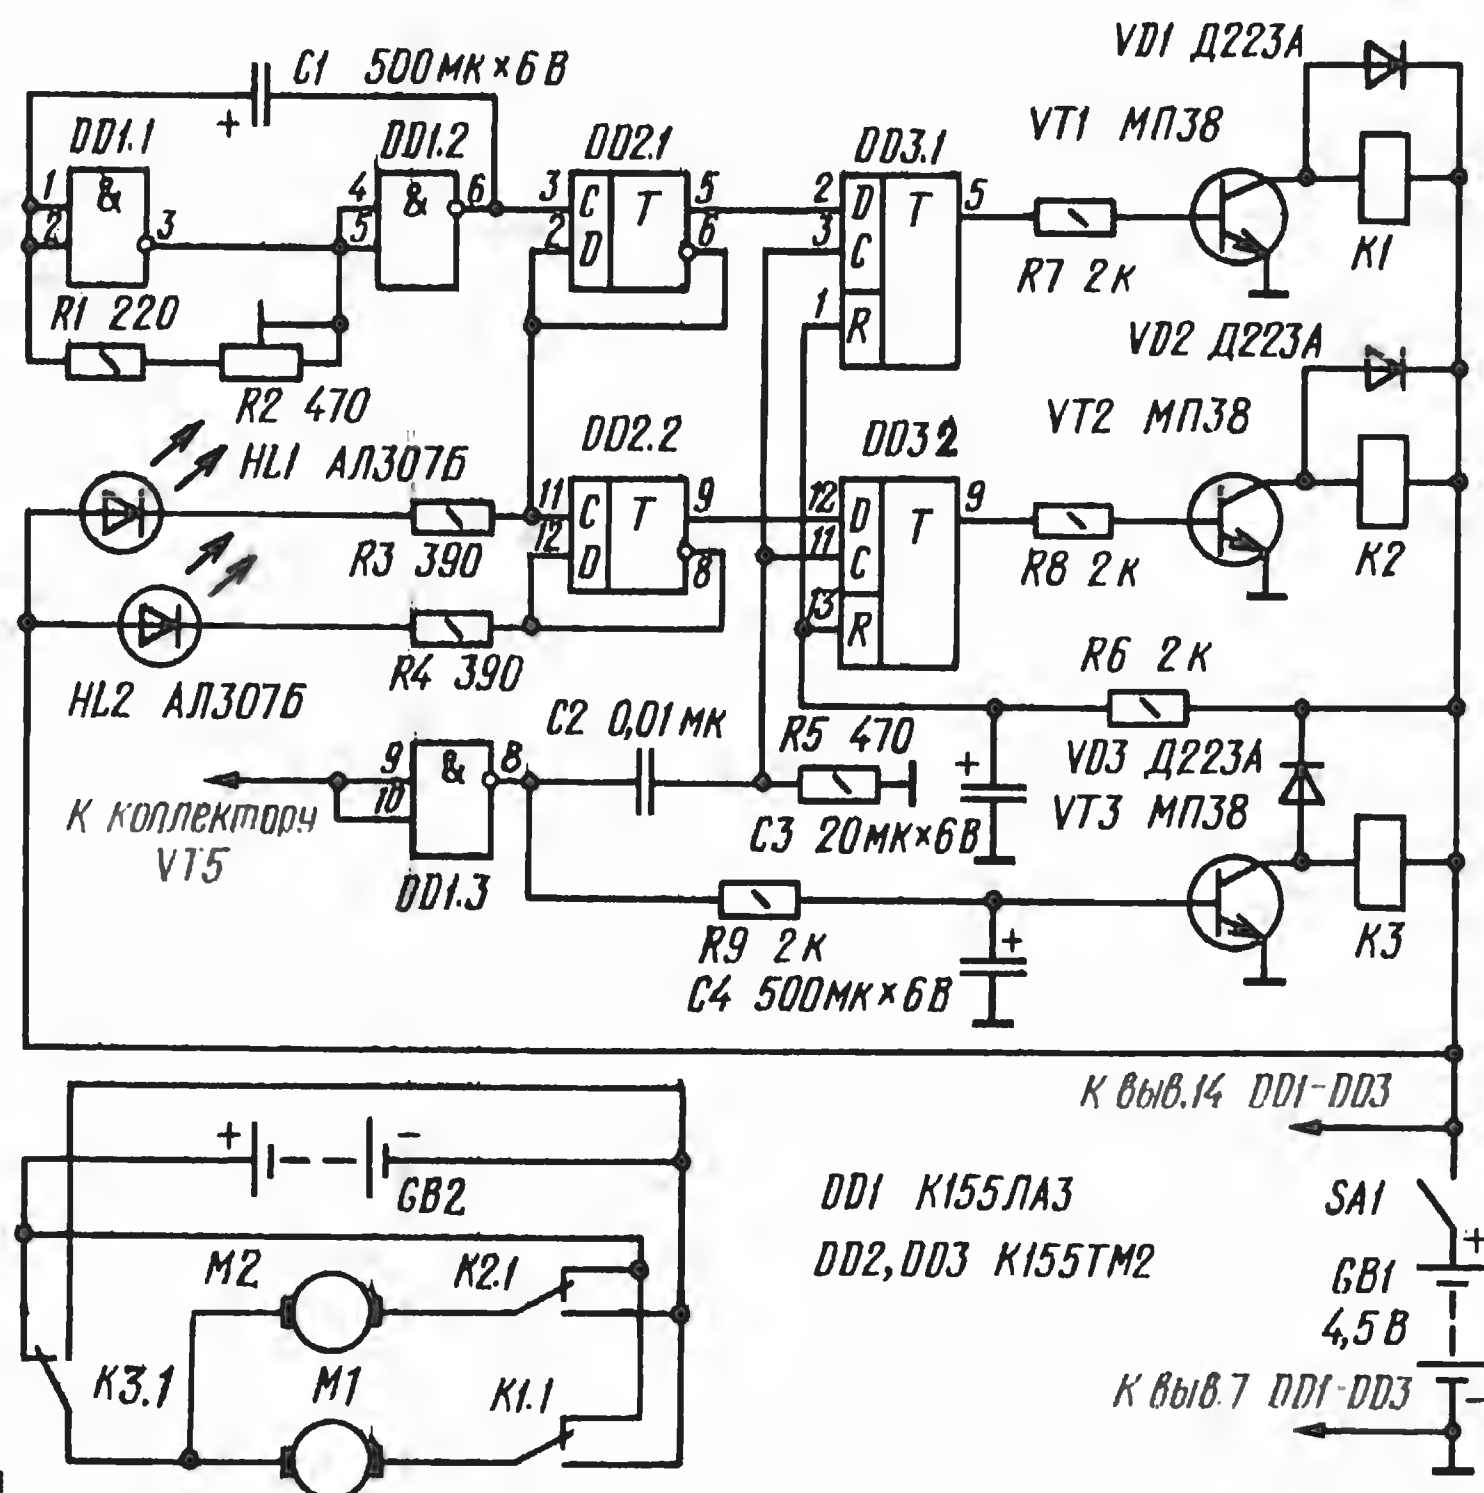 C1 500мк×6В
+
DD1.1
&
1
2
3
DD1.2
&
4
5
6
R1 220
R2 470
DD2.1
C
D
T
3
2
5
6
DD3.1
D
C
R
T
2
3
1
5
VD1 Д223А
VT1 МП38
R7 2к
K1
VD2 Д223А
VT2 МП38
HL1 АЛ307Б
R3 390
DD2.2
C
D
T
11
12
9
8
DD3 2
D
C
R
T
12
11
13
9
R8 2к
K2
HL2 АЛ307Б
R4 390
C2 0,01мк
R5 470
R6 2к
VD3 Д223А
VT3 МП38
9
10
&
8
К коллектору
VT5
DD1.3
+
C3 20мк×6В
R9 2к
+
C4 500мк×6В
K3
К выв.14 DD1-DD3
+ -
GB2
M2
K2.1
K3.1
M1
K1.1
DD1 К155ЛА3
DD2,DD3 К155ТМ2
SA1
+
GB1
4,5В
К выв.7 DD1-DD3
-